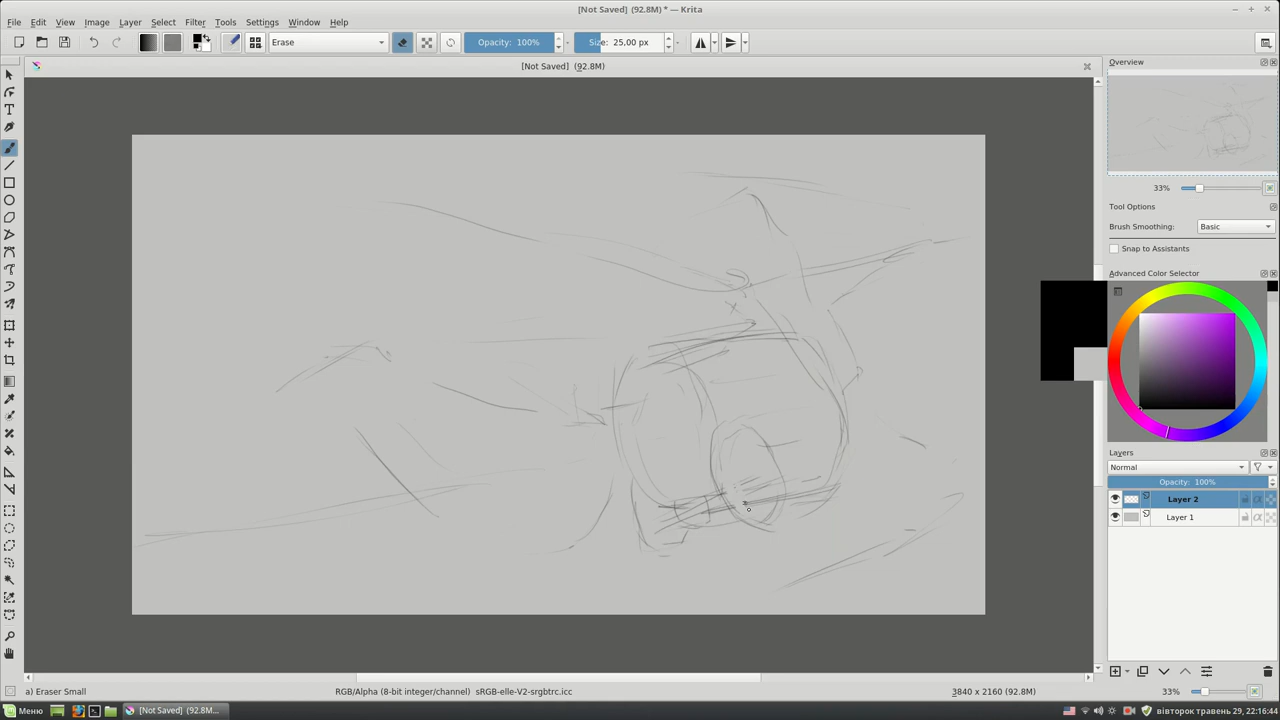 [Not Saved] (92.8M) * — Krita
File Edit View Image Layer Select Filter Tools Settings Window Help
Erase Opacity: 100% Size: 25,00 px
[Not Saved] (92.8M)
Overview
33%
Tool Options
Brush Smoothing: Basic
Snap to Assistants
Advanced Color Selector
Layers
Normal
Opacity: 100%
Layer 2
Layer 1
a) Eraser Small RGB/Alpha (8-bit integer/channel) sRGB-elle-V2-srgbtrc.icc 3840 x 2160 (92.8M) 33%
Меню [Not Saved] (92.8M... вівторок травень 29, 22:16:44